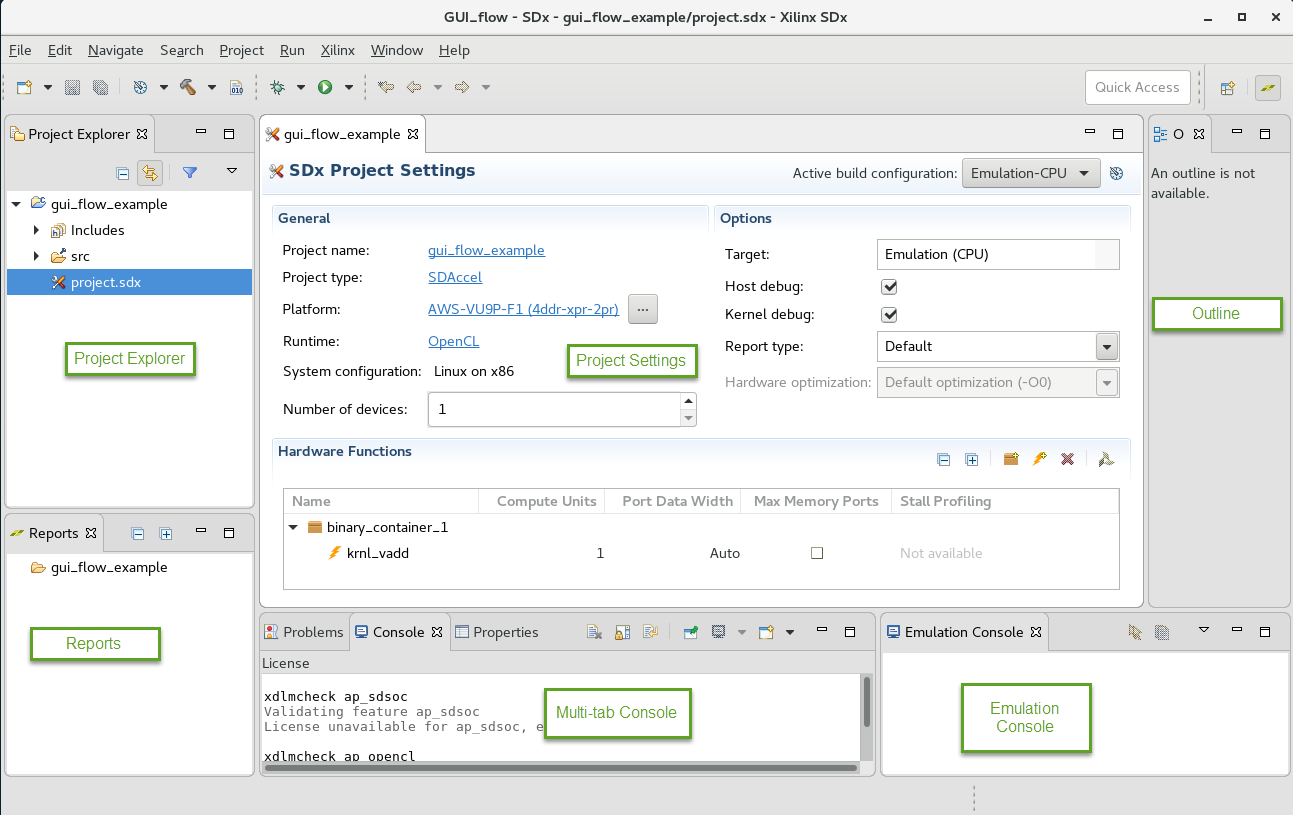 GUI_flow - SDx - gui_flow_example/project.sdx - Xilinx SDx
File Edit Navigate Search Project Run Xilinx Window Help
010
Quick Access
Project Explorer
gui_flow_example
Includes
src
project.sdx
Project Explorer
Reports
gui_flow_example
Reports
gui_flow_example
SDx Project Settings
Active build configuration: Emulation-CPU
General
Project name: gui_flow_example
Project type: SDAccel
Platform: AWS-VU9P-F1 (4ddr-xpr-2pr) ...
Runtime: OpenCL
System configuration: Linux on x86
Number of devices: 1
Project Settings
Options
Target: Emulation (CPU)
Host debug:
Kernel debug:
Report type: Default
Hardware optimization: Default optimization (-O0)
Hardware Functions
Name Compute Units Port Data Width Max Memory Ports Stall Profiling
binary_container_1
krnl_vadd 1 Auto Not available
O
An outline is not
available.
Outline
Problems Console Properties
License
xdlmcheck ap_sdsoc
Validating feature ap_sdsoc
License unavailable for ap_sdsoc, e
xdlmcheck ap_opencl
Multi-tab Console
Emulation Console
Emulation
Console